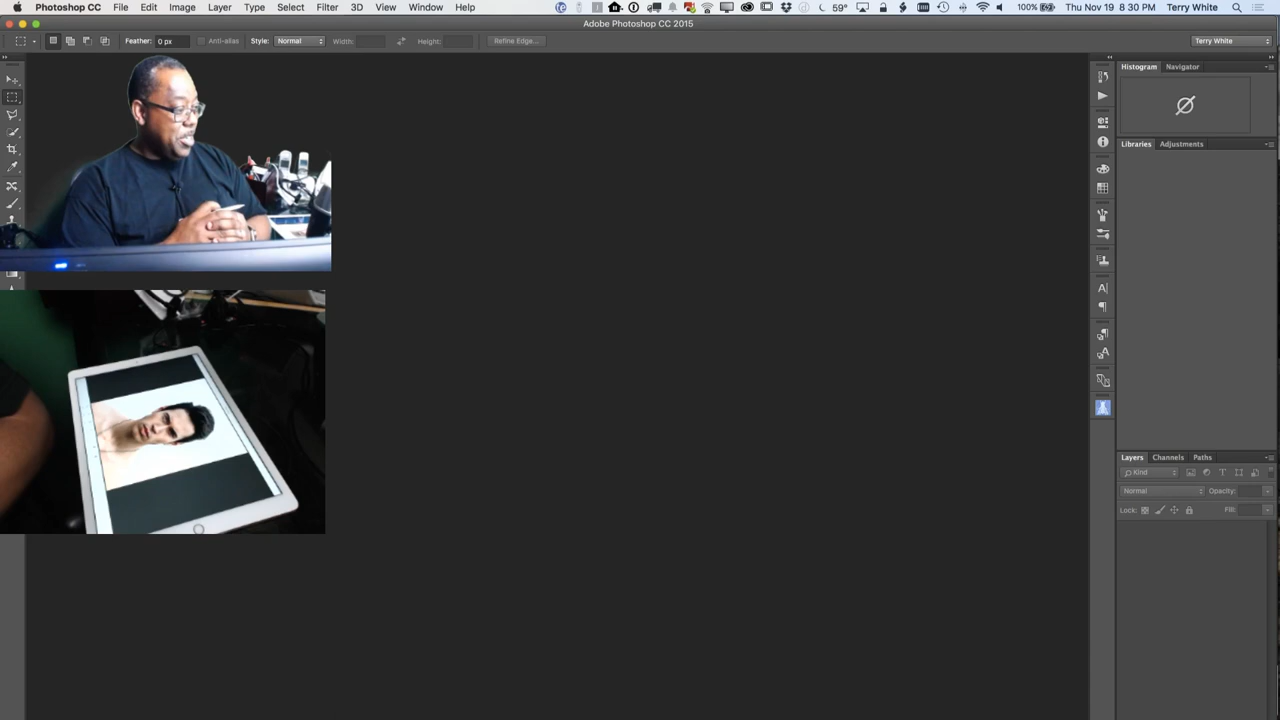 Photoshop CC File Edit Image Layer Type Select Filter 3D View Window Help 59° 100% Thu Nov 19 8:30 PM Terry White
Adobe Photoshop CC 2015
Feather: 0 px Anti-alias Style: Normal Width: Height: Refine Edge... Terry White
Histogram Navigator
Libraries Adjustments
Layers Channels Paths
Kind
Normal Opacity:
Lock: Fill: